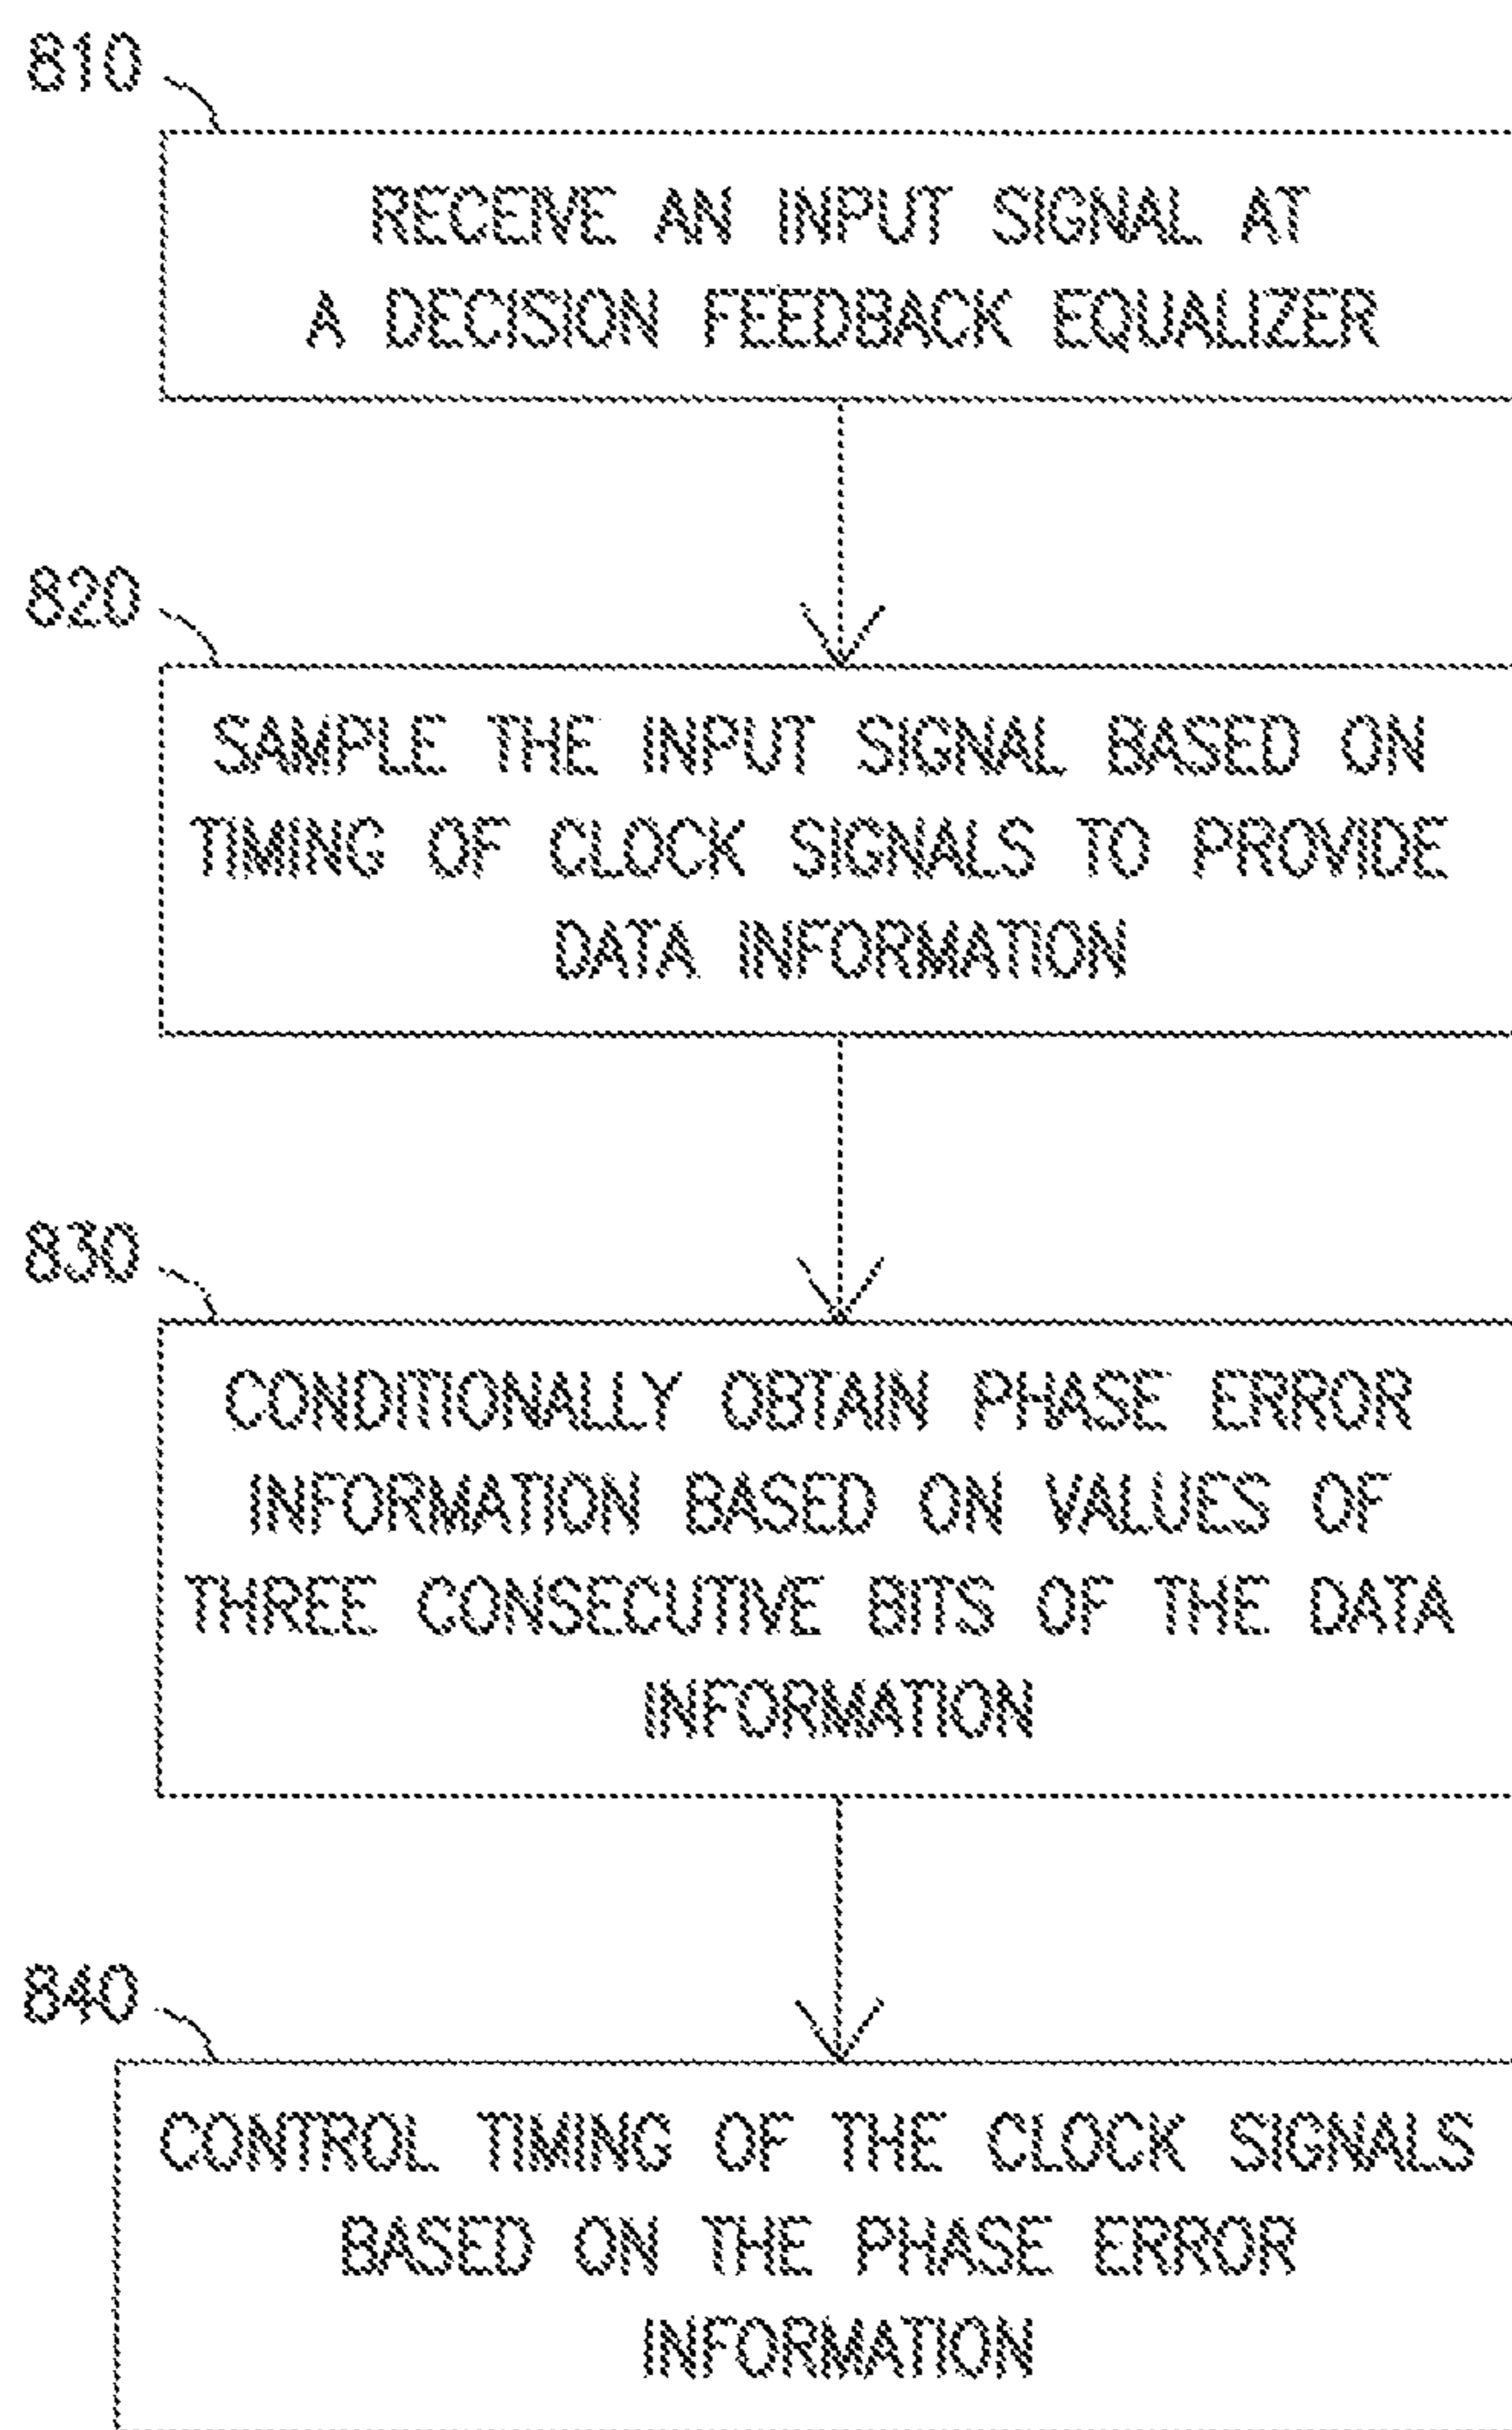 810
RECEIVE AN INPUT SIGNAL AT
A DECISION FEEDBACK EQUALIZER
820
SAMPLE THE INPUT SIGNAL BASED ON
TIMING OF CLOCK SIGNALS TO PROVIDE
DATA INFORMATION
830
CONDITIONALLY OBTAIN PHASE ERROR
INFORMATION BASED ON VALUES OF
THREE CONSECUTIVE BITS OF THE DATA
INFORMATION
840
CONTROL TIMING OF THE CLOCK SIGNALS
BASED ON THE PHASE ERROR
INFORMATION